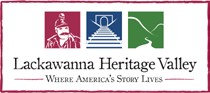 Lackawanna Heritage Valley
WHERE AMERICA'S STORY LIVES